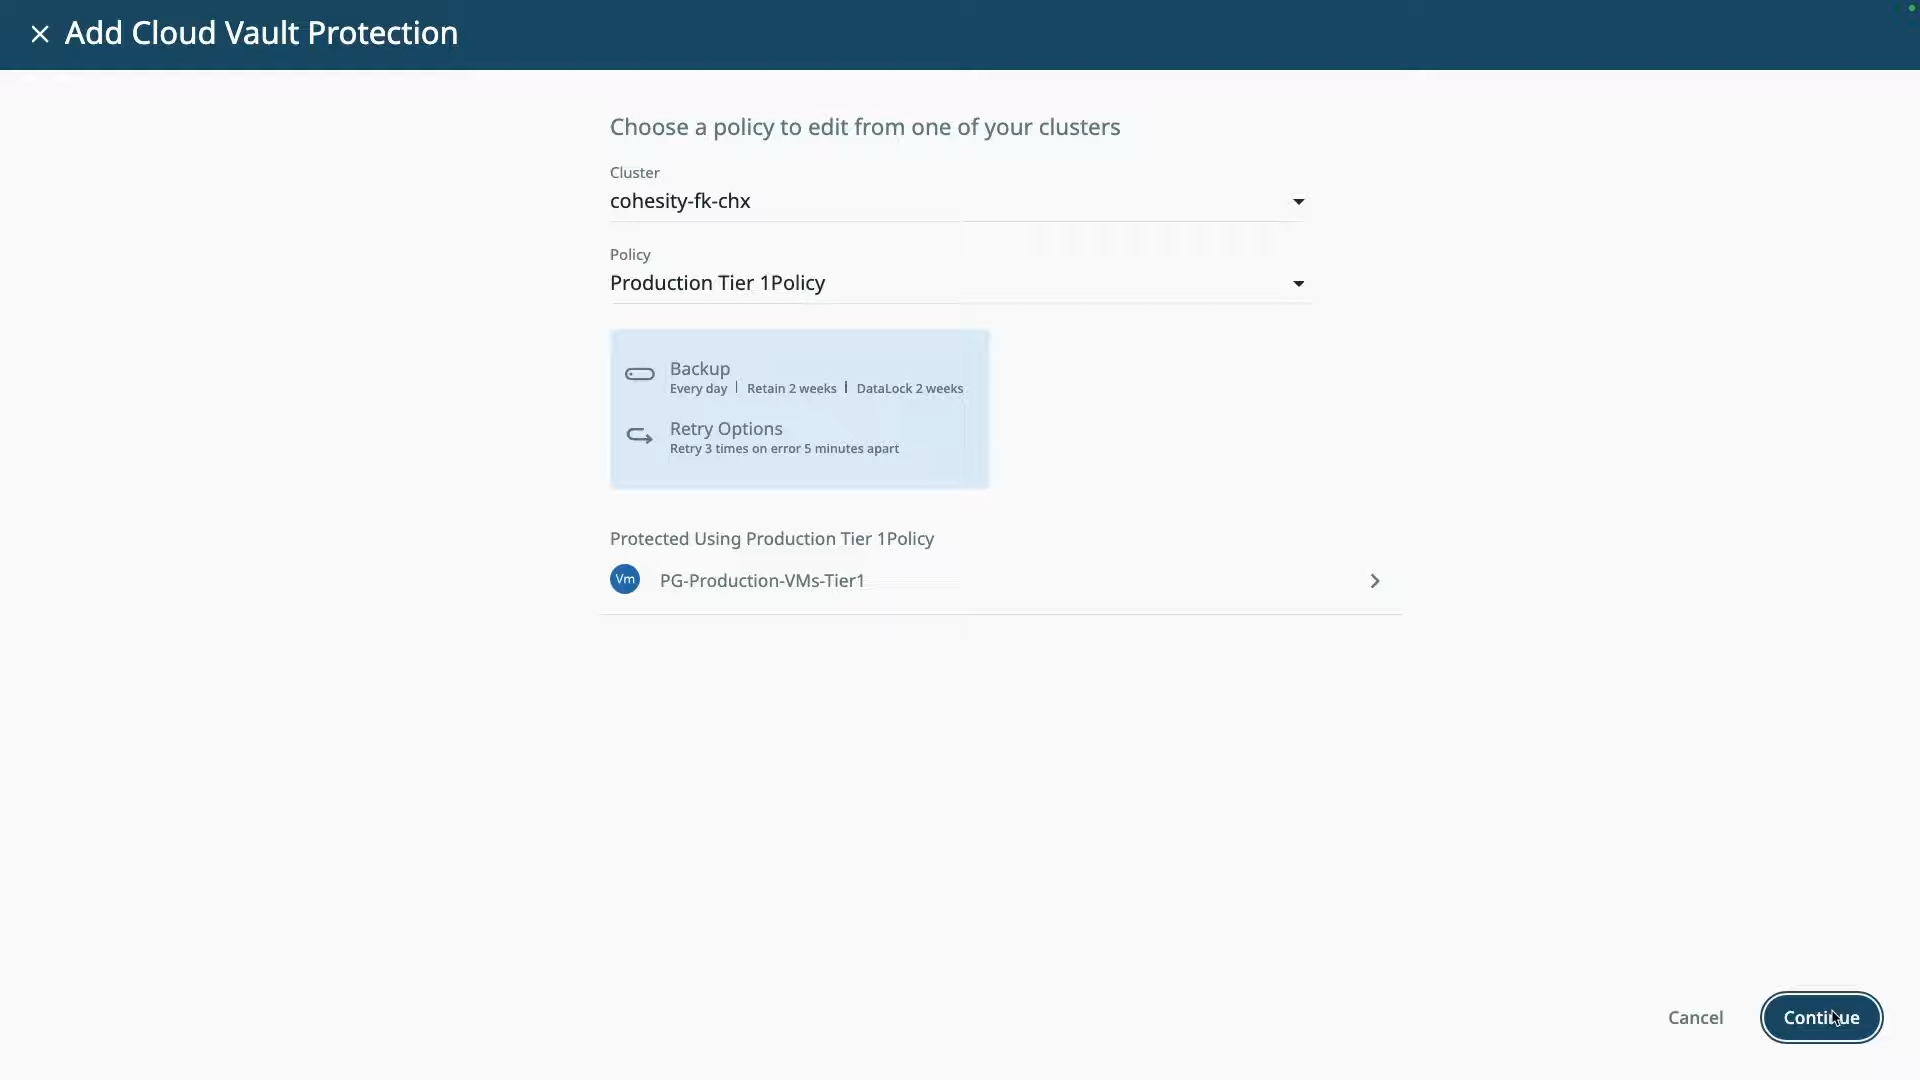 Add Cloud Vault Protection
Choose a policy to edit from one of your clusters
Cluster
cohesity-fk-chx
Policy
Production Tier 1Policy
Backup
Every day | Retain 2 weeks | DataLock 2 weeks
Retry Options
Retry 3 times on error 5 minutes apart
Protected Using Production Tier 1Policy
Vm PG-Production-VMs-Tier1
Cancel Continue